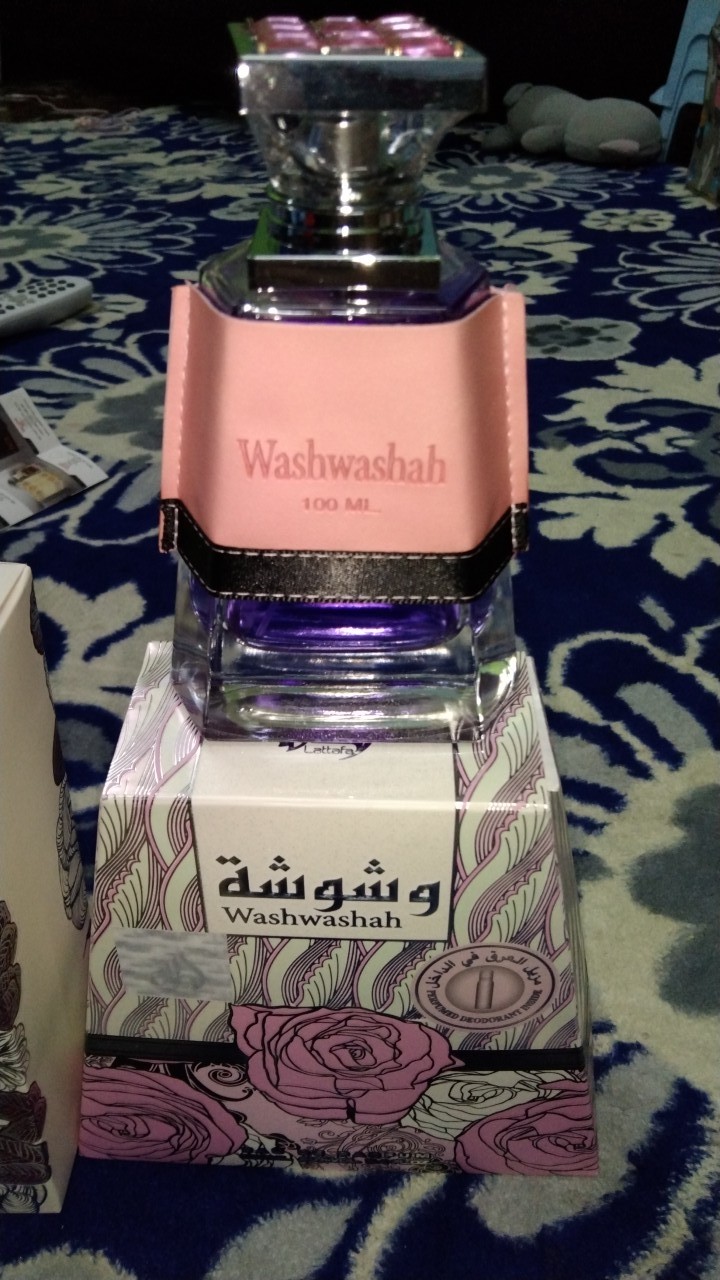 Washwashah
100 ML
Lattafa
وشوشة
Washwashah
مزيل العرق في الداخل
PERFUMED DEODORANT INSIDE